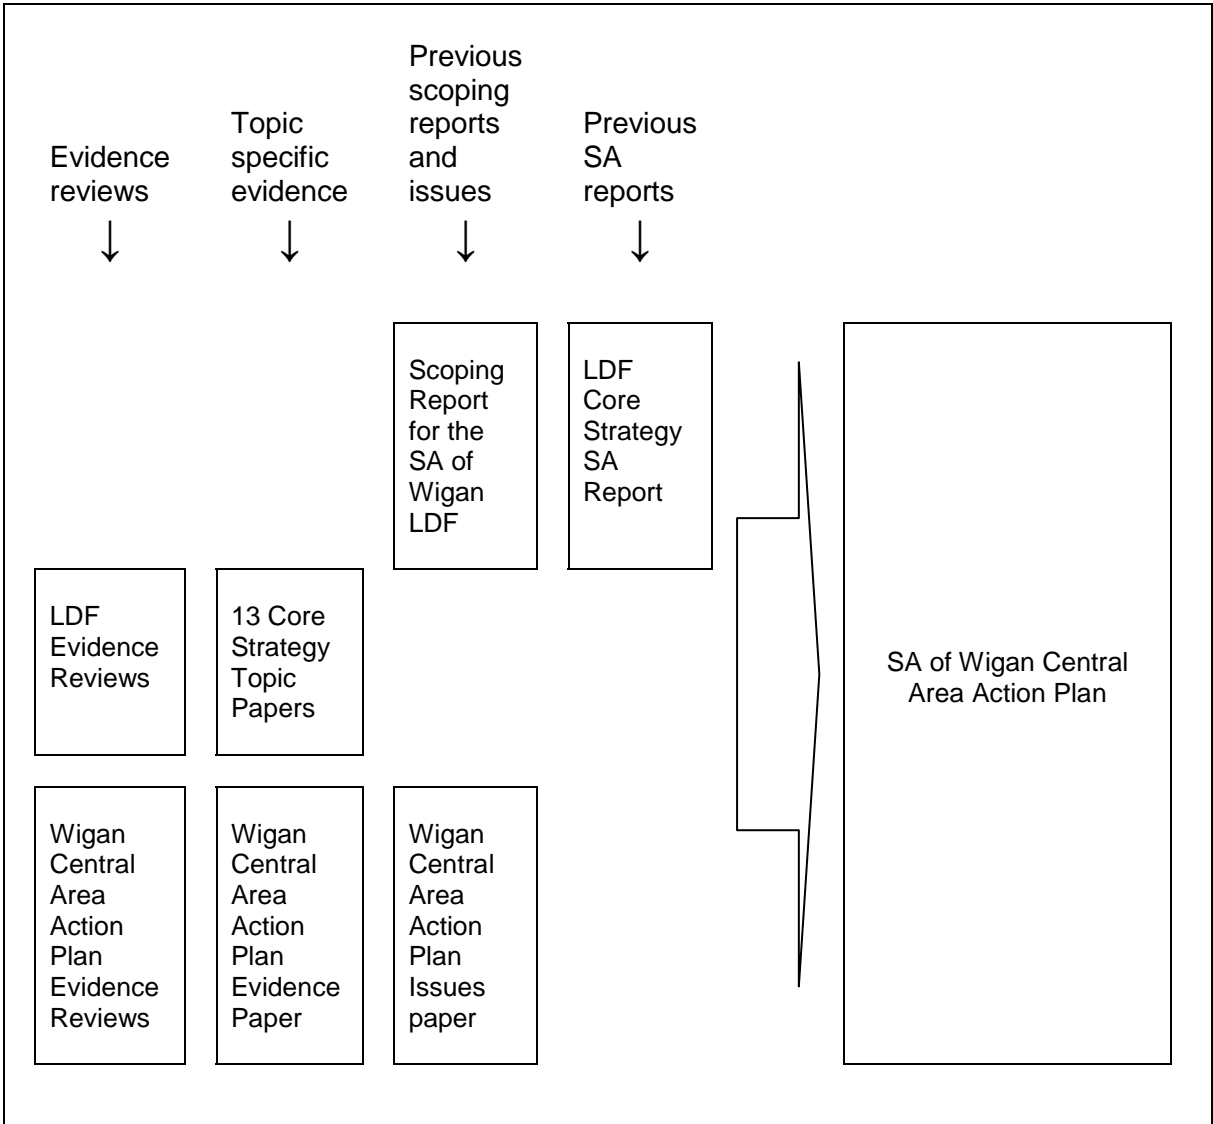 Evidence
reviews
↓
Topic
specific
evidence
↓
Previous
scoping
reports
and
issues
↓
Previous
SA
reports
↓
Scoping
Report
for the
SA of
Wigan
LDF
LDF
Core
Strategy
SA
Report
LDF
Evidence
Reviews
13 Core
Strategy
Topic
Papers
SA of Wigan Central
Area Action Plan
Wigan
Central
Area
Action
Plan
Evidence
Reviews
Wigan
Central
Area
Action
Plan
Evidence
Paper
Wigan
Central
Area
Action
Plan
Issues
paper